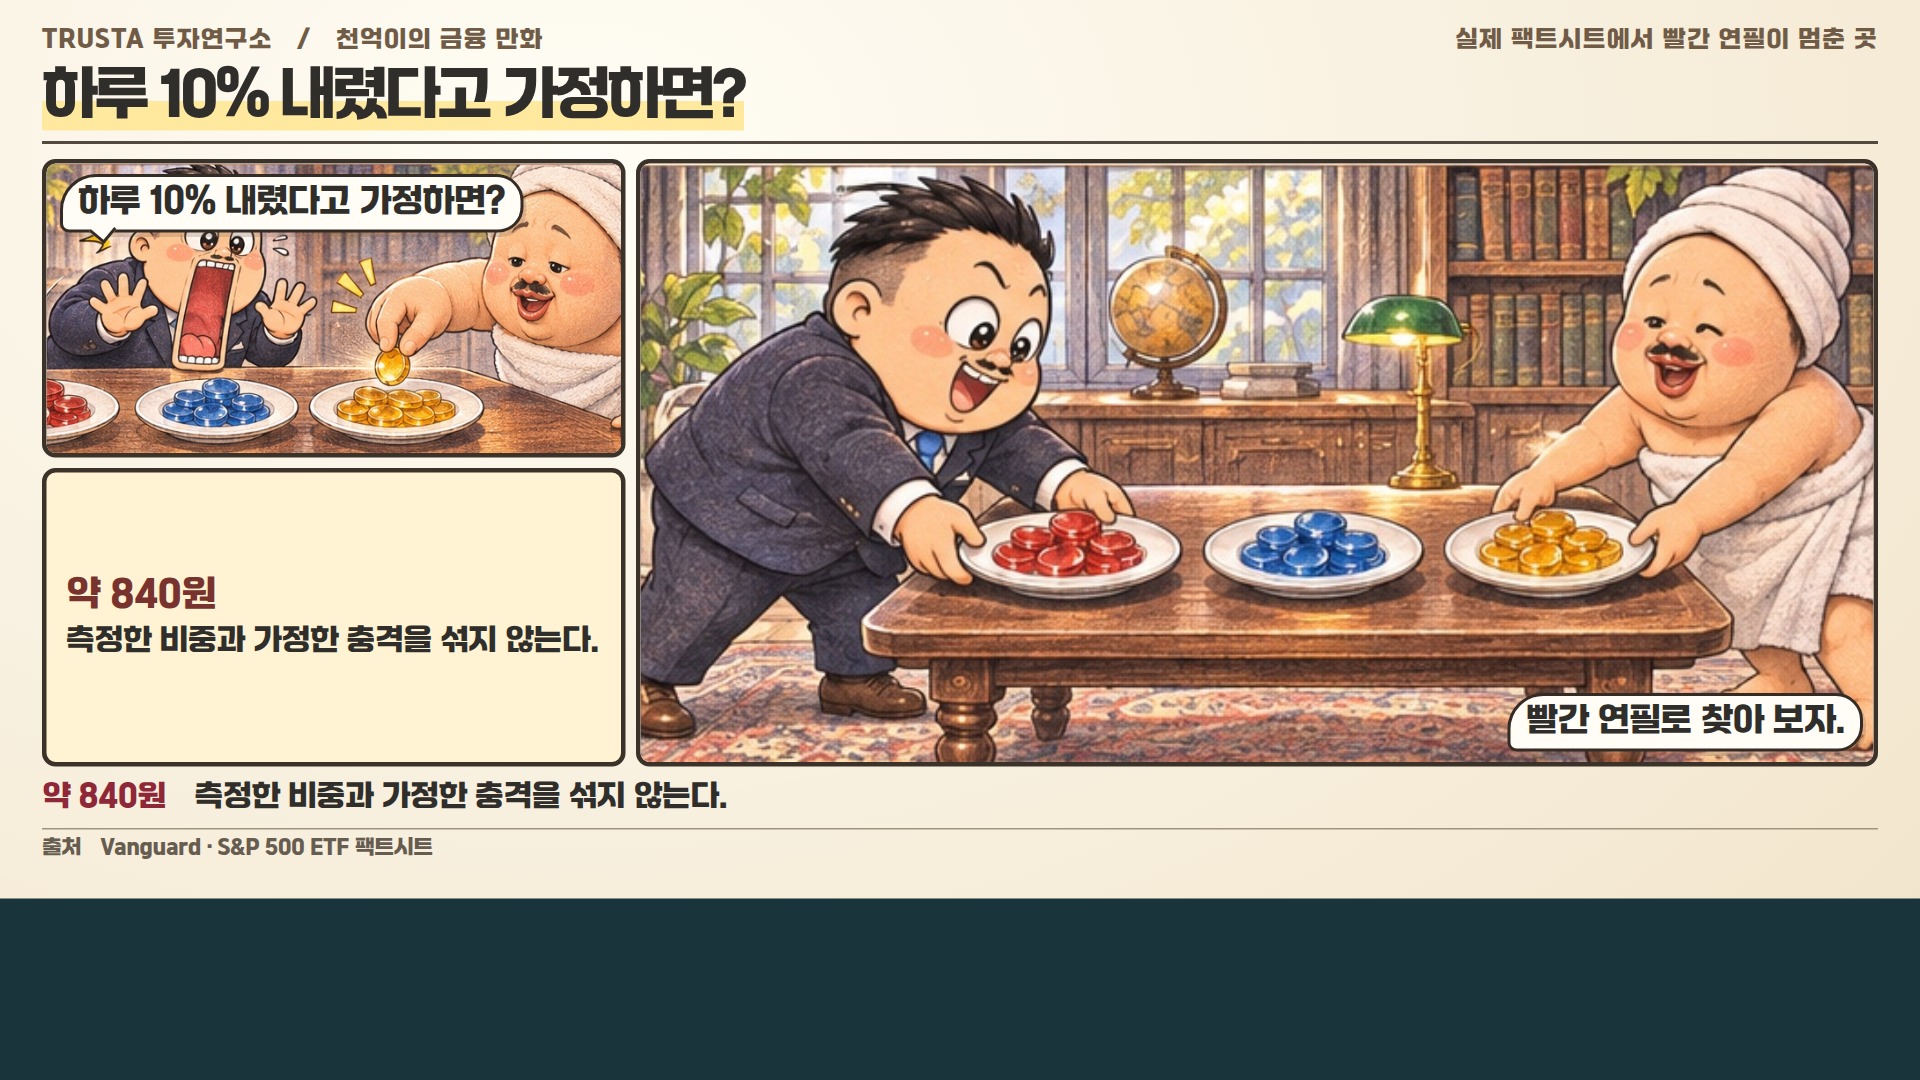 TRUSTA 투자연구소 / 천억이의 금융 만화
실제 팩트시트에서 빨간 연필이 멈춘 곳
하루 10% 내렸다고 가정하면?
하루 10% 내렸다고 가정하면?
약 840원
측정한 비중과 가정한 충격을 섞지 않는다.
빨간 연필로 찾아 보자.
약 840원 측정한 비중과 가정한 충격을 섞지 않는다.
출처 Vanguard · S&P 500 ETF 팩트시트